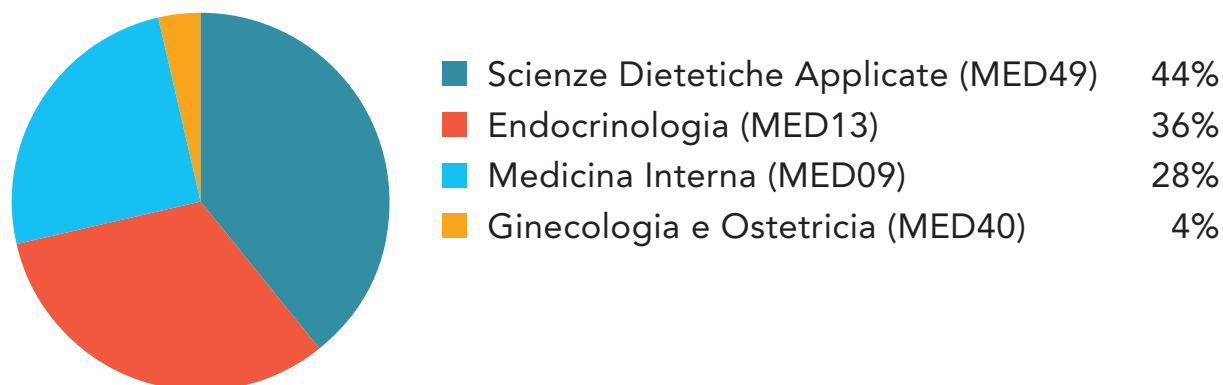 Scienze Dietetiche Applicate (MED49) 44%
Endocrinologia (MED13) 36%
Medicina Interna (MED09) 28%
Ginecologia e Ostetricia (MED40) 4%